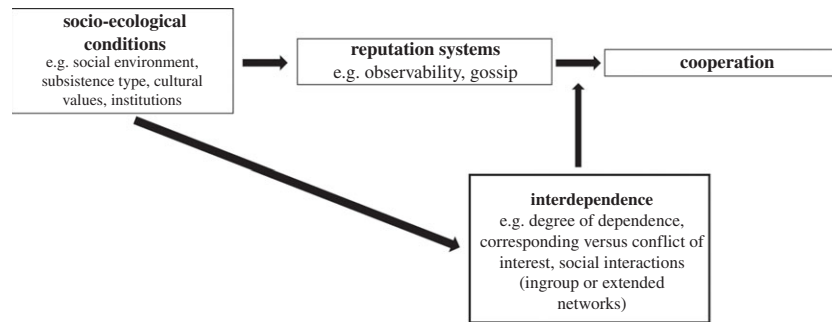 socio-ecological
conditions
e.g. social environment,
subsistence type, cultural
values, institutions
reputation systems
e.g. observability, gossip
cooperation
interdependence
e.g. degree of dependence,
corresponding versus conflict of
interest, social interactions
(ingroup or extended
networks)